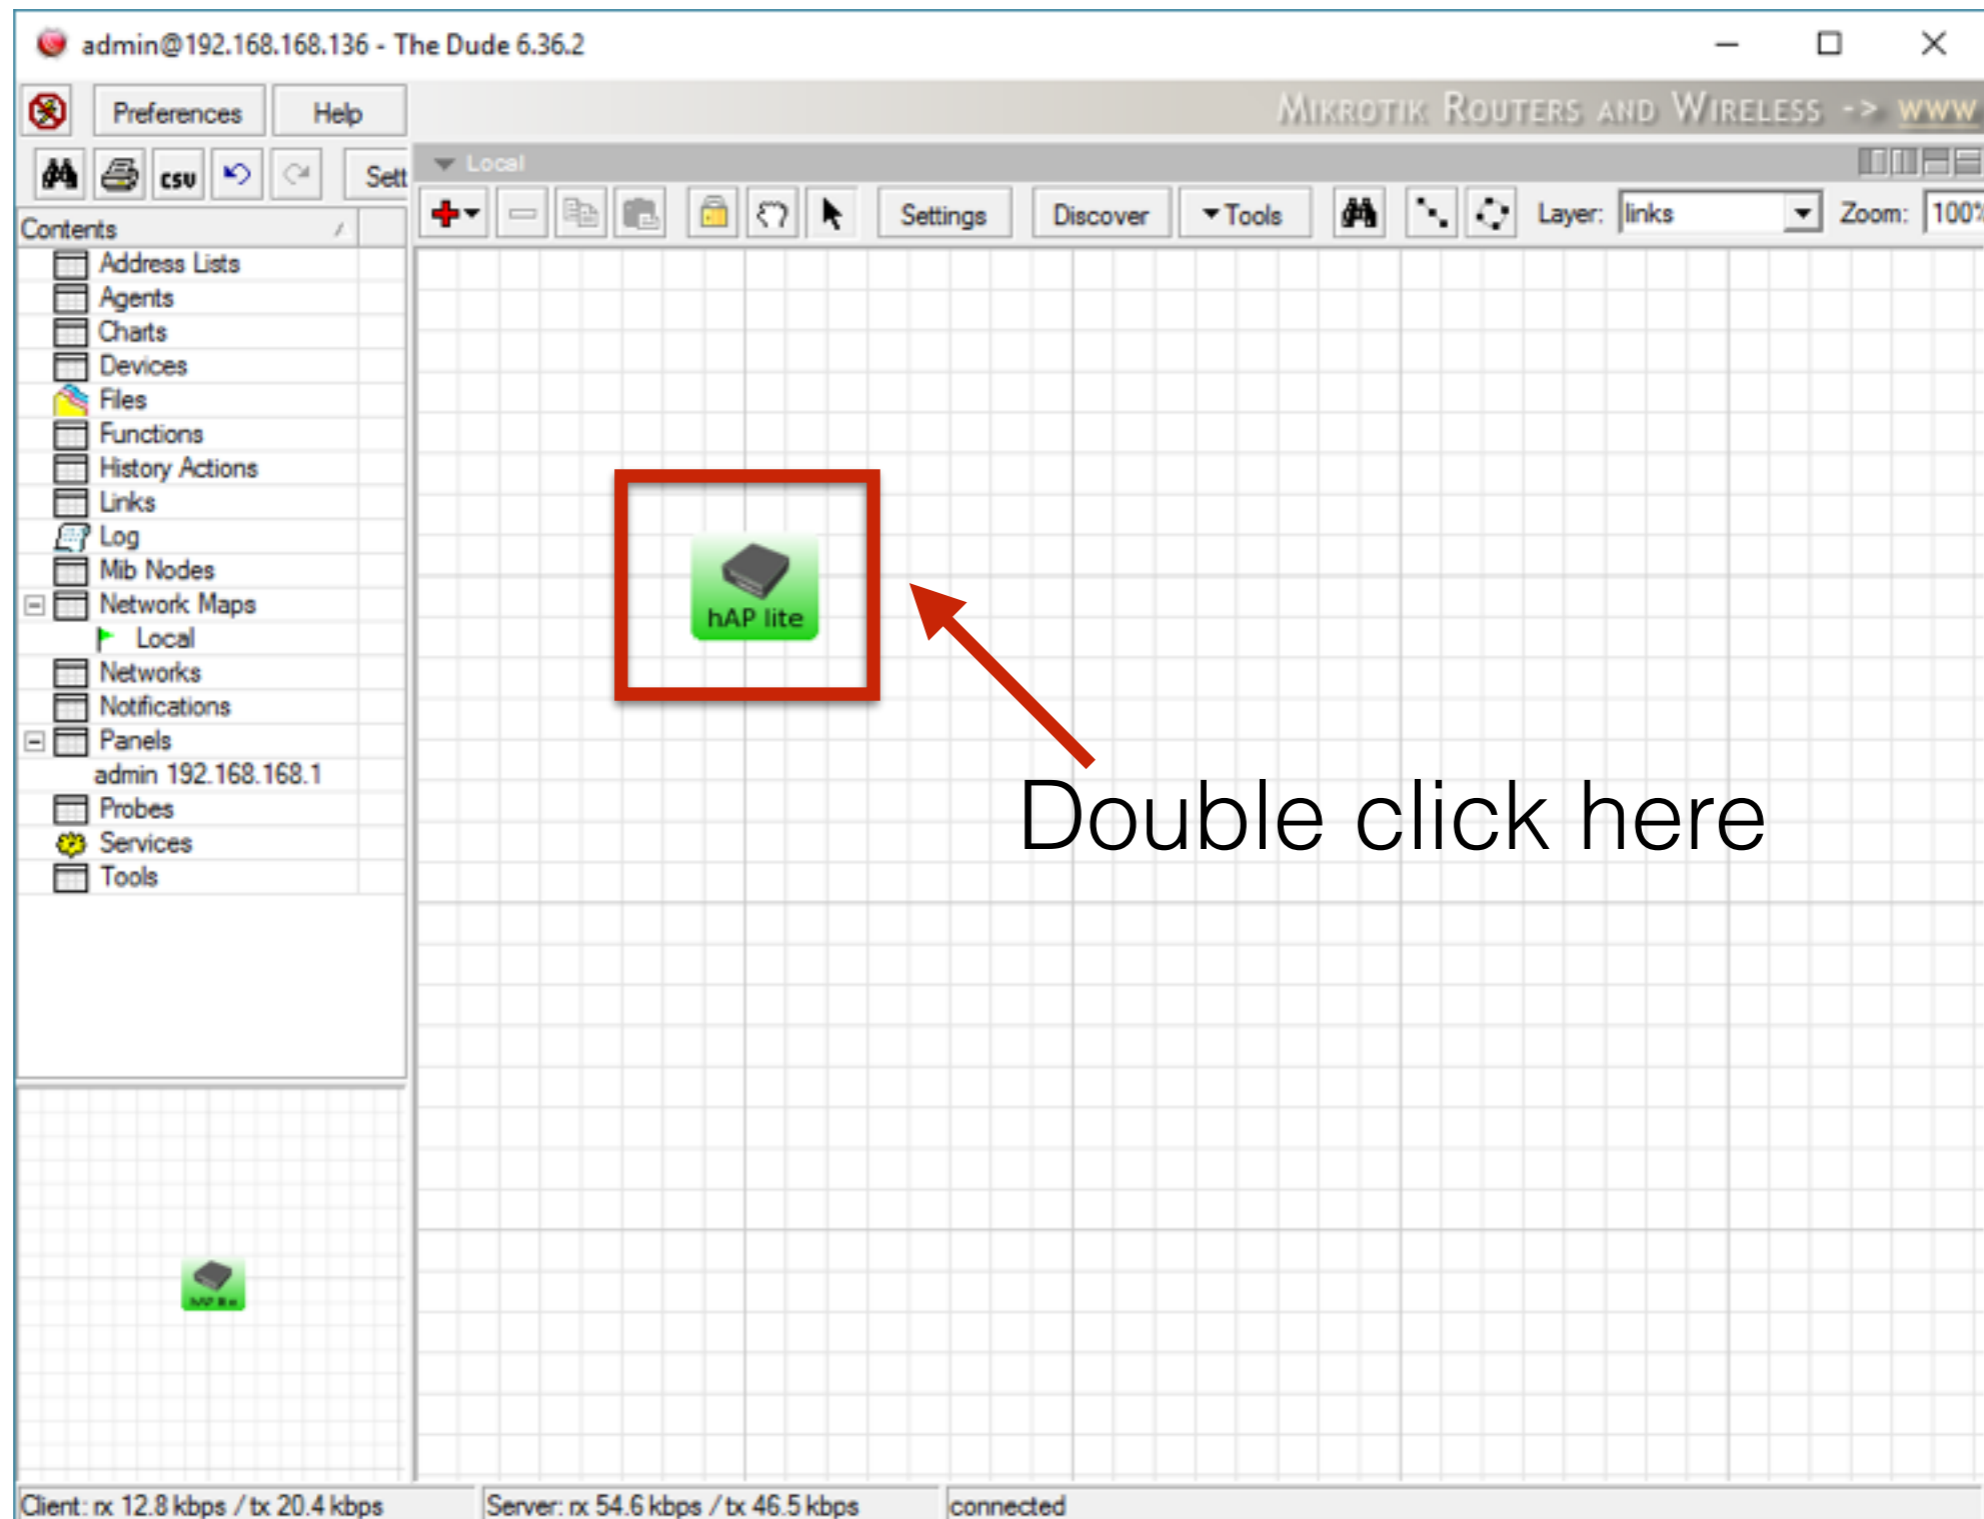 admin@192.168.168.136 - The Dude 6.36.2
Preferences Help
MIKROTIK ROUTERS AND WIRELESS -> WWW
csv Sett
Local
Settings Discover Tools Layer: links Zoom: 100%
Contents
Address Lists
Agents
Charts
Devices
Files
Functions
History Actions
Links
Log
Mib Nodes
Network Maps
Local
Networks
Notifications
Panels
admin 192.168.168.1
Probes
Services
Tools
hAP lite
Double click here
hAP lite
Client: rx 12.8 kbps / tx 20.4 kbps
Server: rx 54.6 kbps / tx 46.5 kbps
connected